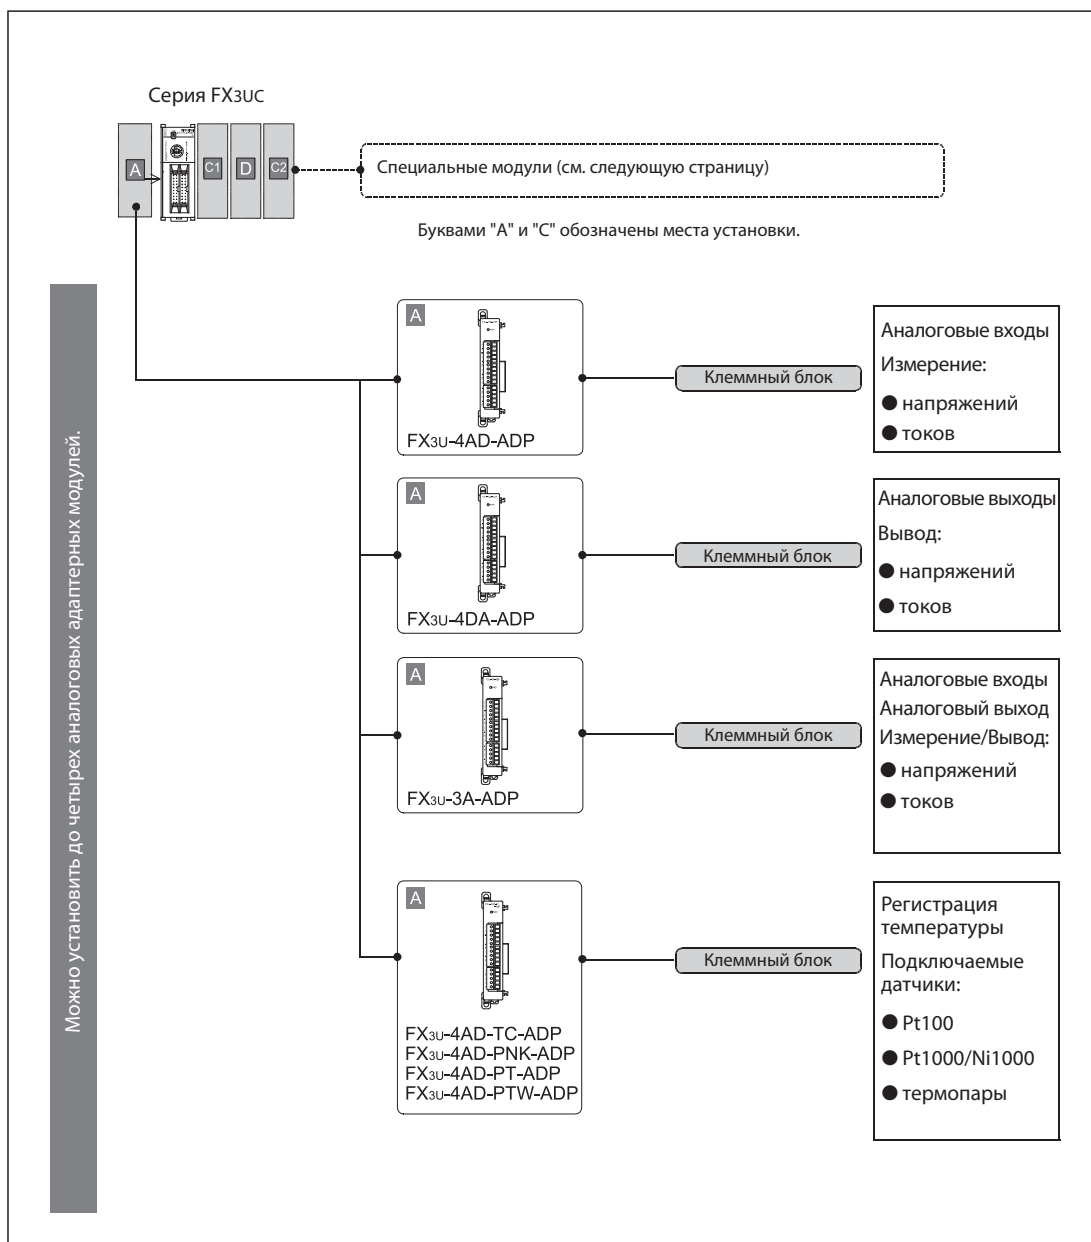 Серия FX3UC
A
C1
D
C2
Специальные модули (см. следующую страницу)
Буквами "А" и "С" обозначены места установки.
Можно установить до четырех аналоговых адаптерных модулей.
A
FX3U-4AD-ADP
Клеммный блок
Аналоговые входы
Измерение:
● напряжений
● токов
A
FX3U-4DA-ADP
Клеммный блок
Аналоговые выходы
Вывод:
● напряжений
● токов
A
FX3U-3A-ADP
Клеммный блок
Аналоговые входы
Аналоговый выход
Измерение/Вывод:
● напряжений
● токов
A
FX3U-4AD-TC-ADP
FX3U-4AD-PNK-ADP
FX3U-4AD-PT-ADP
FX3U-4AD-PTW-ADP
Клеммный блок
Регистрация
температуры
Подключаемые
датчики:
● Pt100
● Pt1000/Ni1000
● термопары